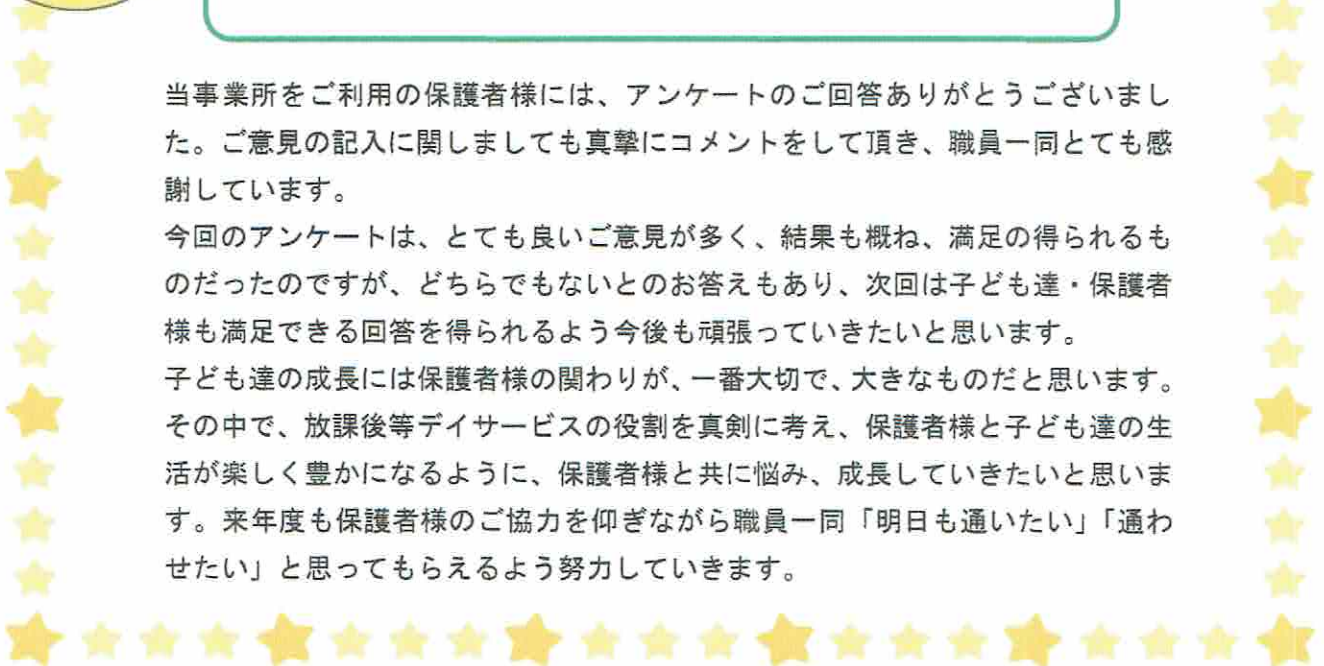 当事業所をご利用の保護者様には、アンケートのご回答ありがとうございまし
た。ご意見の記入に関しましても真摯にコメントをして頂き、職員一同とても感
謝しています。
今回のアンケートは、とても良いご意見が多く、結果も概ね、満足の得られるも
のだったのですが、どちらでもないとのお答えもあり、次回は子ども達・保護者
様も満足できる回答を得られるよう今後も頑張っていきたいと思います。
子ども達の成長には保護者様の関わりが、一番大切で、大きなものだと思います。
その中で、放課後等デイサービスの役割を真剣に考え、保護者様と子ども達の生
活が楽しく豊かになるように、保護者様と共に悩み、成長していきたいと思いま
す。来年度も保護者様のご協力を仰ぎながら職員一同「明日も通いたい」「通わ
せたい」と思ってもらえるよう努力していきます。